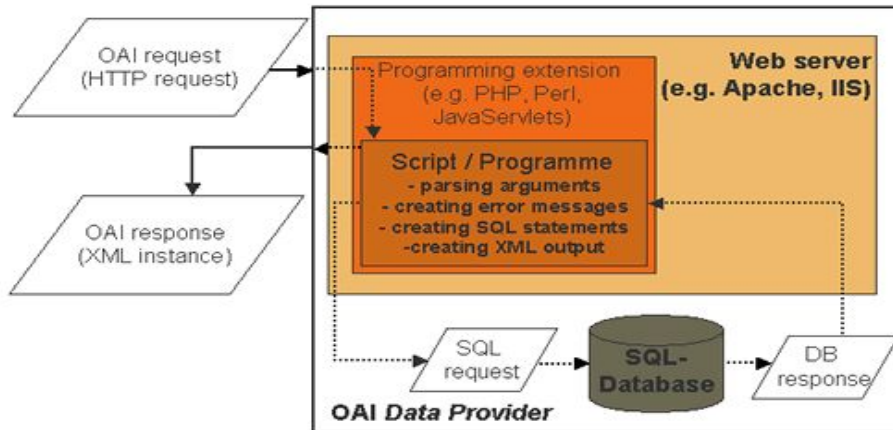 OAI request
(HTTP request)
Programming extension
(e.g. PHP, Perl,
JavaServlets)
Web server
(e.g. Apache, IIS)
Script / Programme
- parsing arguments
- creating error messages
- creating SQL statements
-creating XML output
OAI response
(XML instance)
SQL
request
SQL-
Database
DB
response
OAI Data Provider